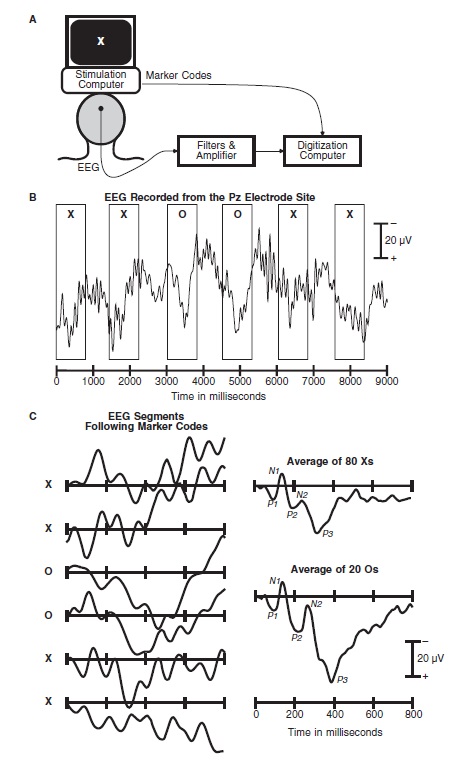 A
X
Stimulation
Computer
Marker Codes
EEG
Filters &
Amplifier
Digitization
Computer
B
EEG Recorded from the Pz Electrode Site
X X O O X X
–
20 µV
+
0 1000 2000 3000 4000 5000 6000 7000 8000 9000
Time in milliseconds
C
EEG Segments
Following Marker Codes
X
X
O
O
X
X
Average of 80 Xs
N1
P1
N2
P2
P3
Average of 20 Os
N1
P1
N2
P2
P3
–
20 µV
+
0 200 400 600 800
Time in milliseconds